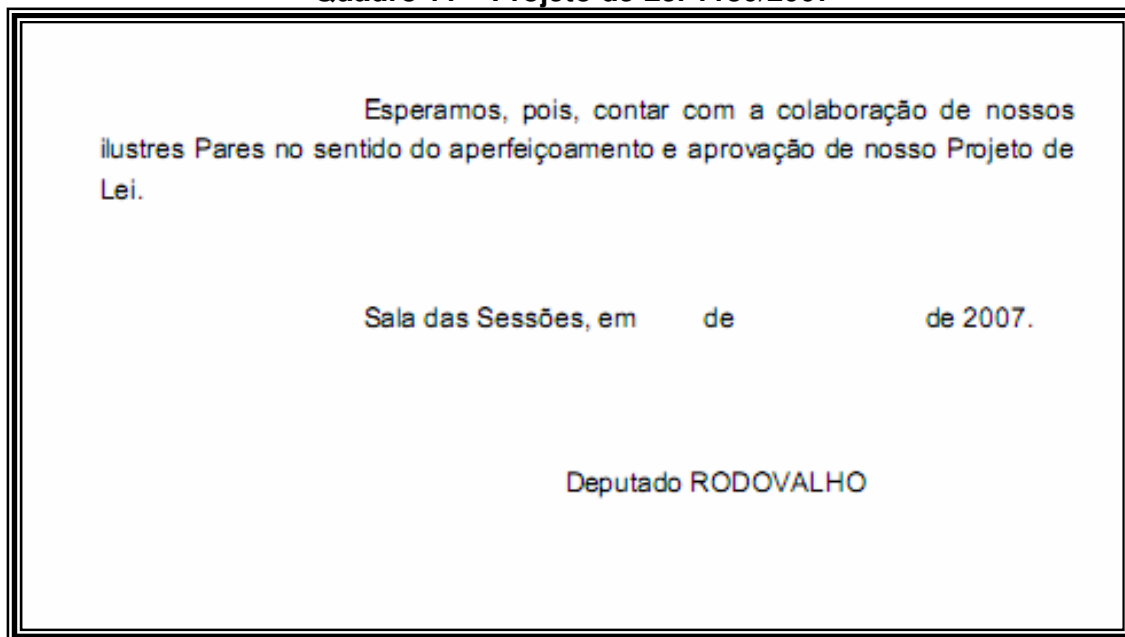 Esperamos, pois, contar com a colaboração de nossos
ilustres Pares no sentido do aperfeiçoamento e aprovação de nosso Projeto de
Lei.
Sala das Sessões, em de de 2007.
Deputado RODOVALHO